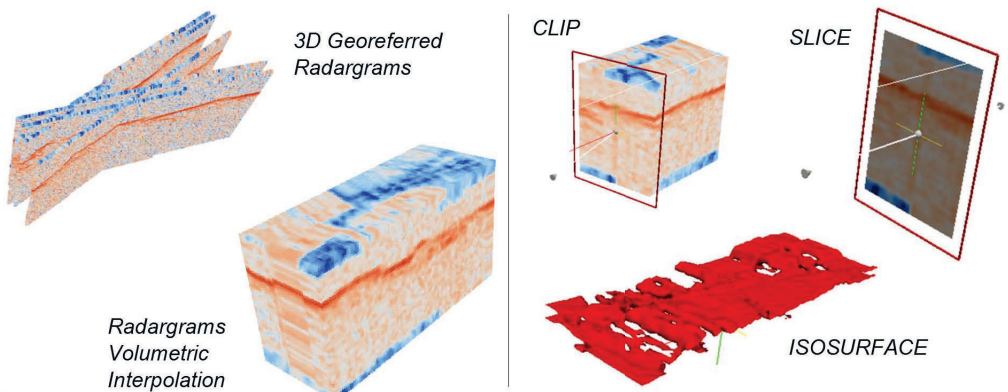 3D Georeferred
Radargrams
Radargrams
Volumetric
Interpolation
CLIP
SLICE
ISOSURFACE